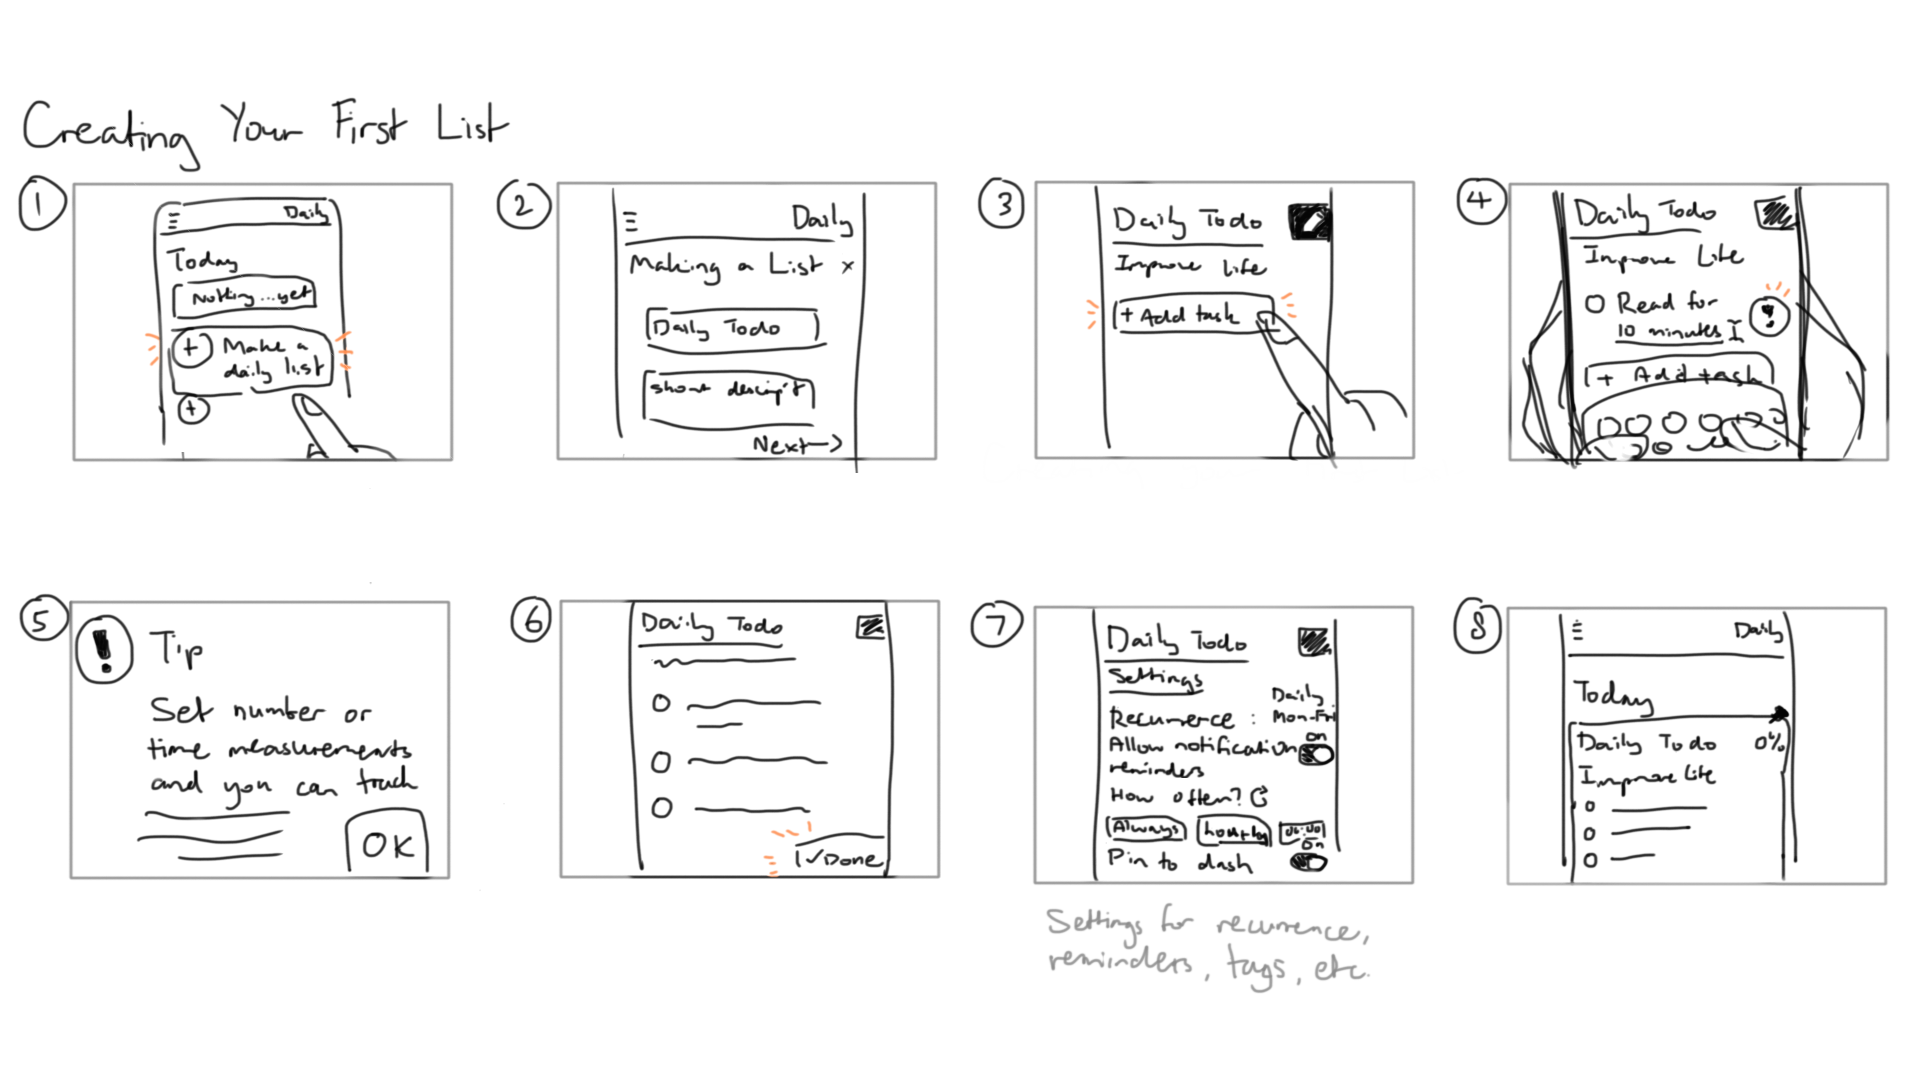 Creating Your First List
1
Daily
Today
Nothing...yet
+ Make a
daily list
+
2
Daily
Making a List x
Daily Todo
short descrip't
Next →
3
Daily Todo
Improve Life
+ Add task
4
Daily Todo
Improve Life
Read for
10 minutes
!
+ Add task
5
! Tip
Set number or
time measurements
and you can track
OK
6
Daily Todo
✓Done
7
Daily Todo
Settings
Daily
Recurrence : Mon-Fri
On
Allow notification
reminders
How often?
Always hourly
On
Pin to dash
Settings for recurrence,
reminders, tags, etc.
8
Daily
Today
Daily Todo 0%
Improve Life